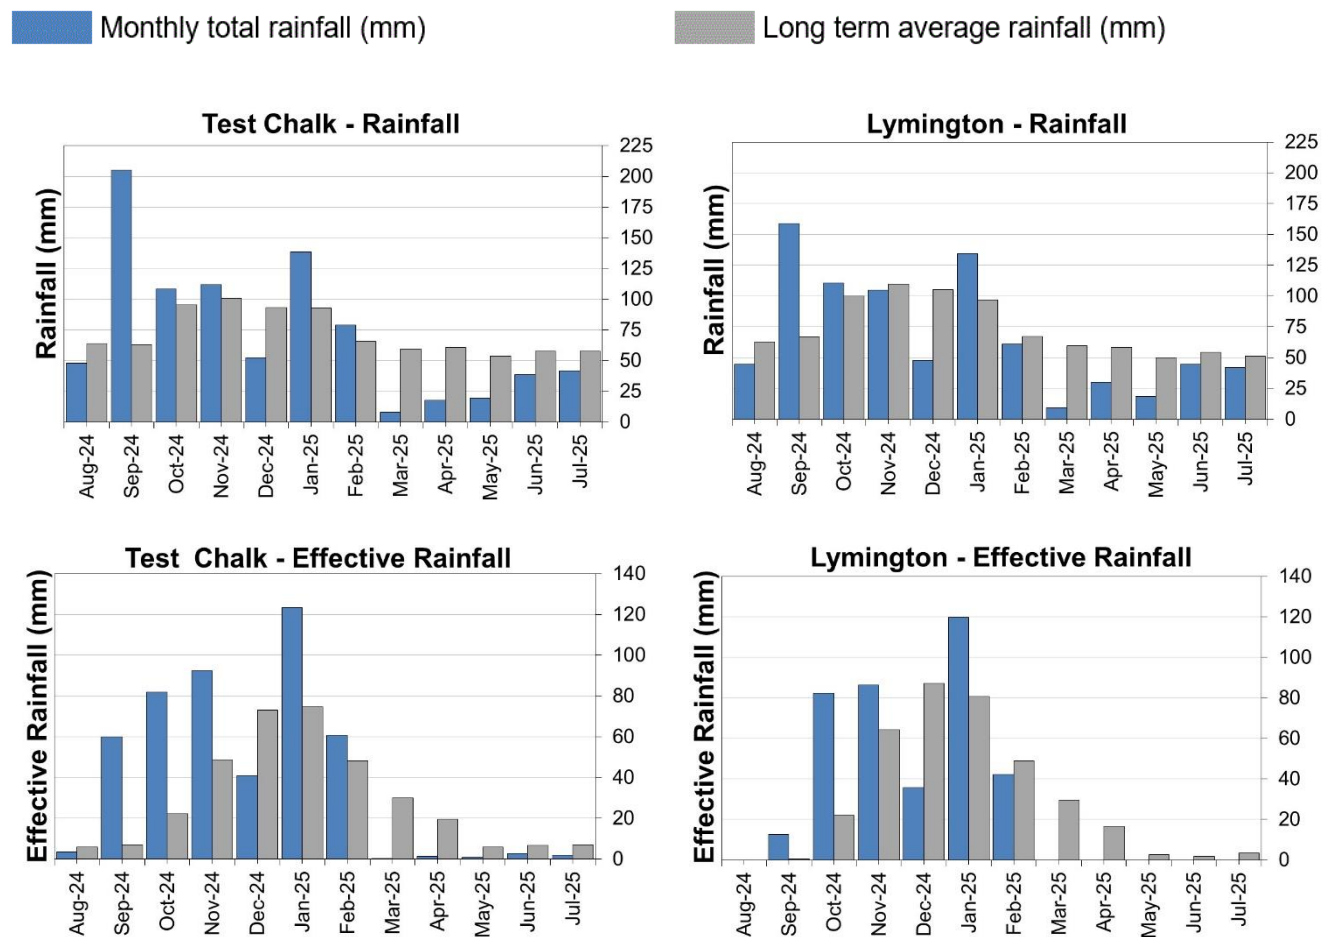 Monthly total rainfall (mm)
Long term average rainfall (mm)
Test Chalk - Rainfall
Rainfall (mm)
225
200
175
150
125
100
75
50
25
0
Aug-24
Sep-24
Oct-24
Nov-24
Dec-24
Jan-25
Feb-25
Mar-25
Apr-25
May-25
Jun-25
Jul-25
Lymington - Rainfall
Rainfall (mm)
225
200
175
150
125
100
75
50
25
0
Aug-24
Sep-24
Oct-24
Nov-24
Dec-24
Jan-25
Feb-25
Mar-25
Apr-25
May-25
Jun-25
Jul-25
Test Chalk - Effective Rainfall
Effective Rainfall (mm)
140
120
100
80
60
40
20
0
Aug-24
Sep-24
Oct-24
Nov-24
Dec-24
Jan-25
Feb-25
Mar-25
Apr-25
May-25
Jun-25
Jul-25
Lymington - Effective Rainfall
Effective Rainfall (mm)
140
120
100
80
60
40
20
0
Aug-24
Sep-24
Oct-24
Nov-24
Dec-24
Jan-25
Feb-25
Mar-25
Apr-25
May-25
Jun-25
Jul-25